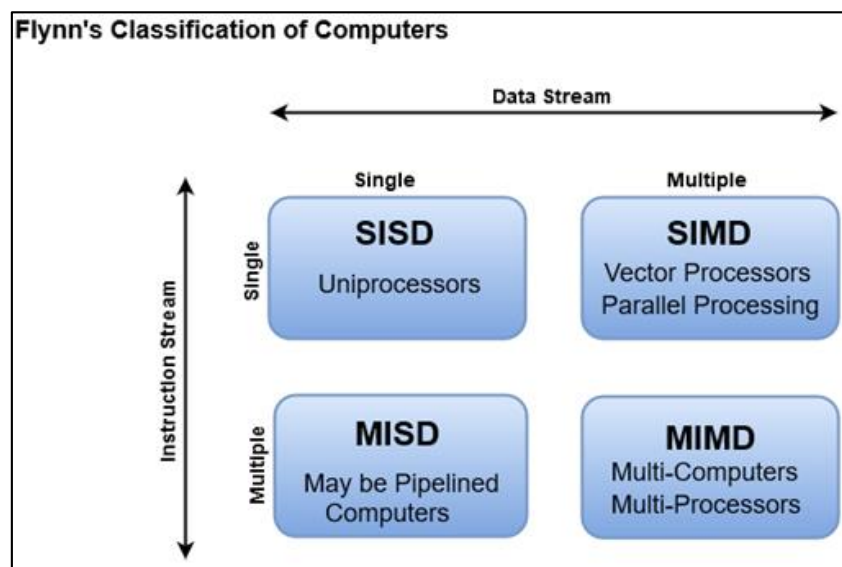 Flynn's Classification of Computers
Data Stream
Single
Multiple
Instruction Stream
Single
SISD
Uniprocessors
SIMD
Vector Processors
Parallel Processing
Multiple
MISD
May be Pipelined
Computers
MIMD
Multi-Computers
Multi-Processors